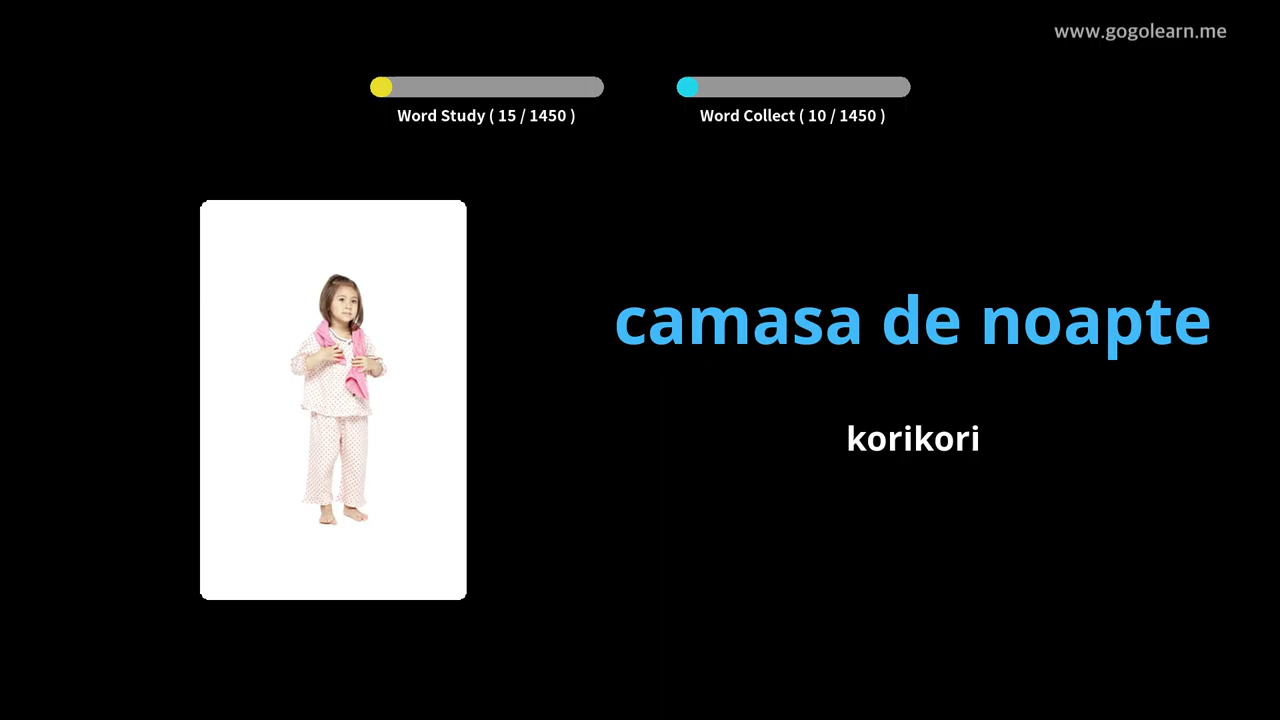 www.gogolearn.me
Word Study ( 15 / 1450 )
Word Collect ( 10 / 1450 )
camasa de noapte
korikori